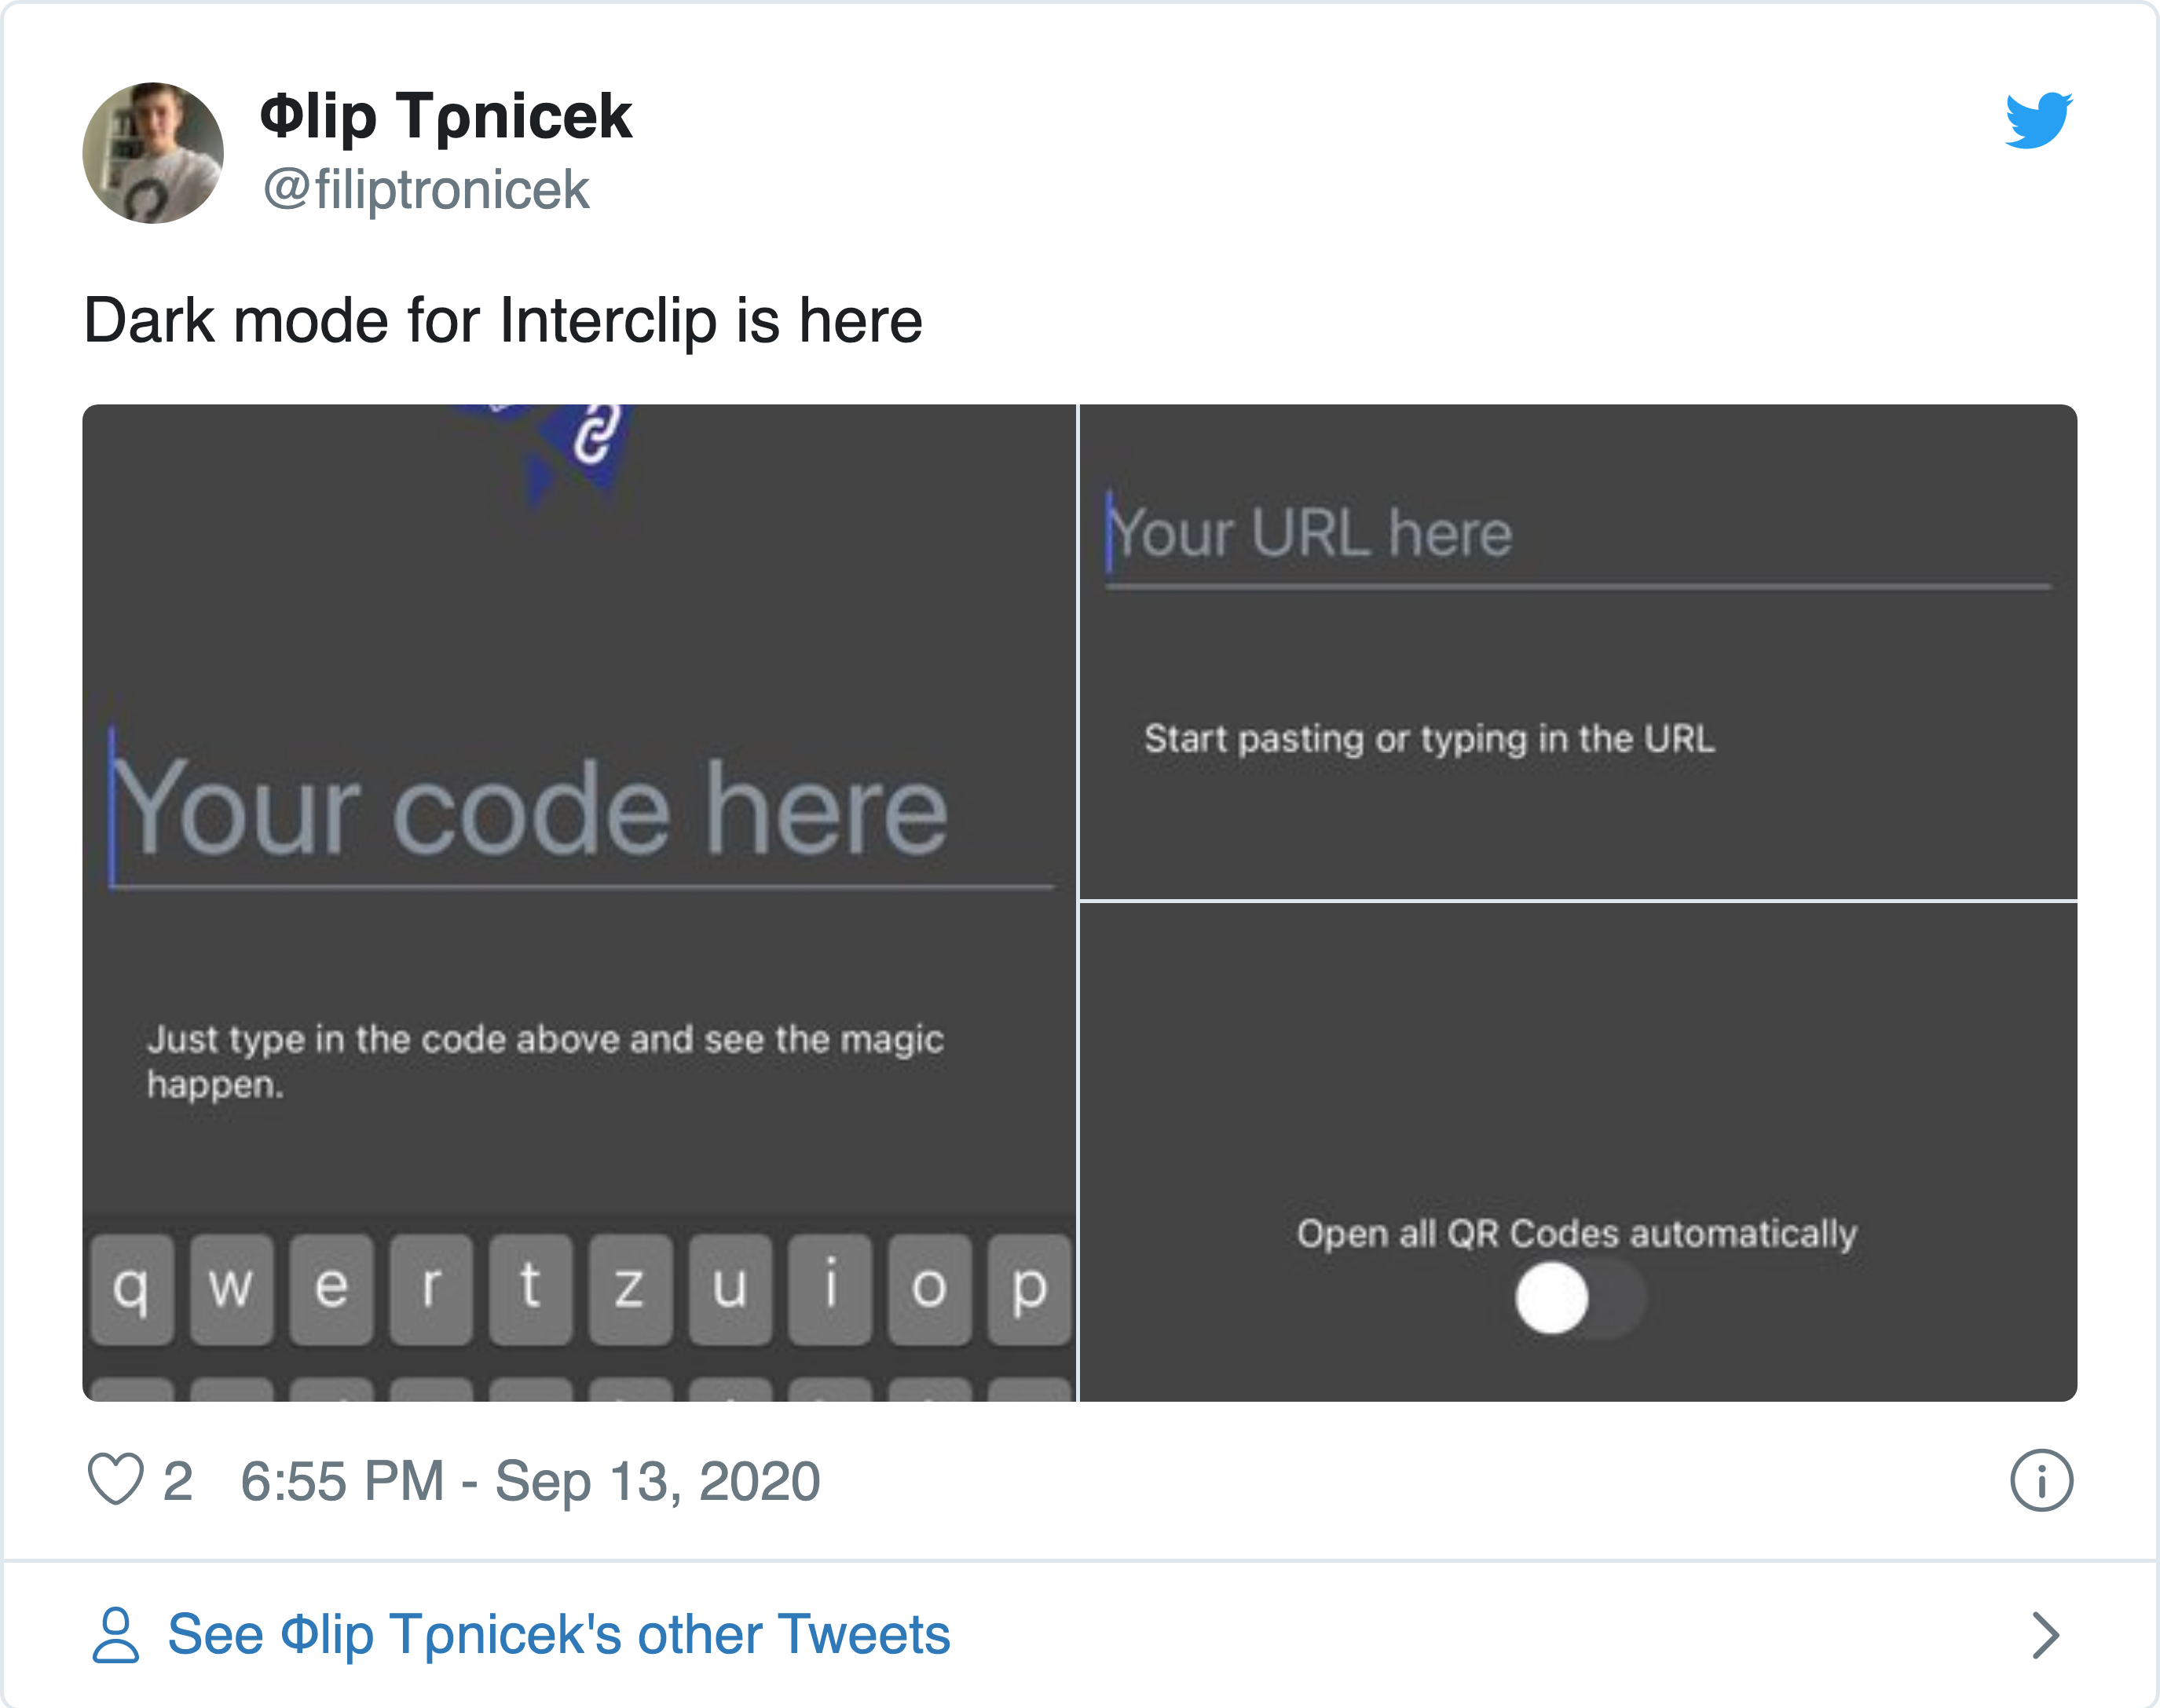 Φlip Tρnicek
@filiptronicek
Dark mode for Interclip is here
Your code here
Just type in the code above and see the magic
happen.
q w e r t z u i o p
Your URL here
Start pasting or typing in the URL
Open all QR Codes automatically
2 6:55 PM - Sep 13, 2020
See Φlip Tρnicek's other Tweets